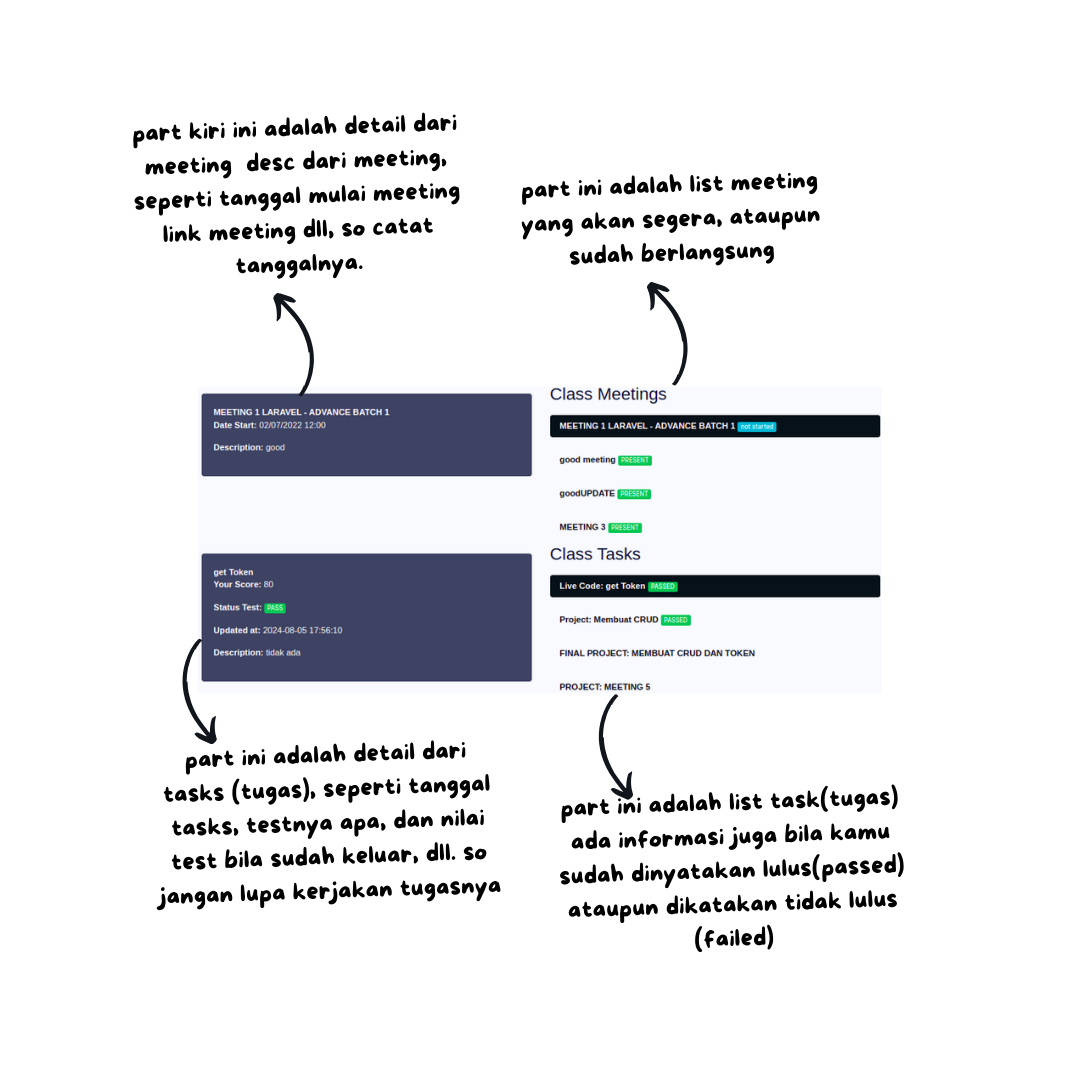 part kiri ini adalah detail dari
meeting desc dari meeting,
seperti tanggal mulai meeting
link meeting dll, so catat
tanggalnya.
part ini adalah list meeting
yang akan segera, ataupun
sudah berlangsung
MEETING 1 LARAVEL - ADVANCE BATCH 1
Date Start: 02/07/2022 12:00
Description: good
Class Meetings
MEETING 1 LARAVEL - ADVANCE BATCH 1 not started
good meeting PRESENT
goodUPDATE PRESENT
MEETING 3 PRESENT
get Token
Your Score: 80
Status Test: PASS
Updated at: 2024-08-05 17:56:10
Description: tidak ada
Class Tasks
Live Code: get Token PASSED
Project: Membuat CRUD PASSED
FINAL PROJECT: MEMBUAT CRUD DAN TOKEN
PROJECT: MEETING 5
part ini adalah detail dari
tasks (tugas), seperti tanggal
tasks, testnya apa, dan nilai
test bila sudah keluar, dll. so
jangan lupa kerjakan tugasnya
part ini adalah list task(tugas)
ada informasi juga bila kamu
sudah dinyatakan lulus(passed)
ataupun dikatakan tidak lulus
(failed)